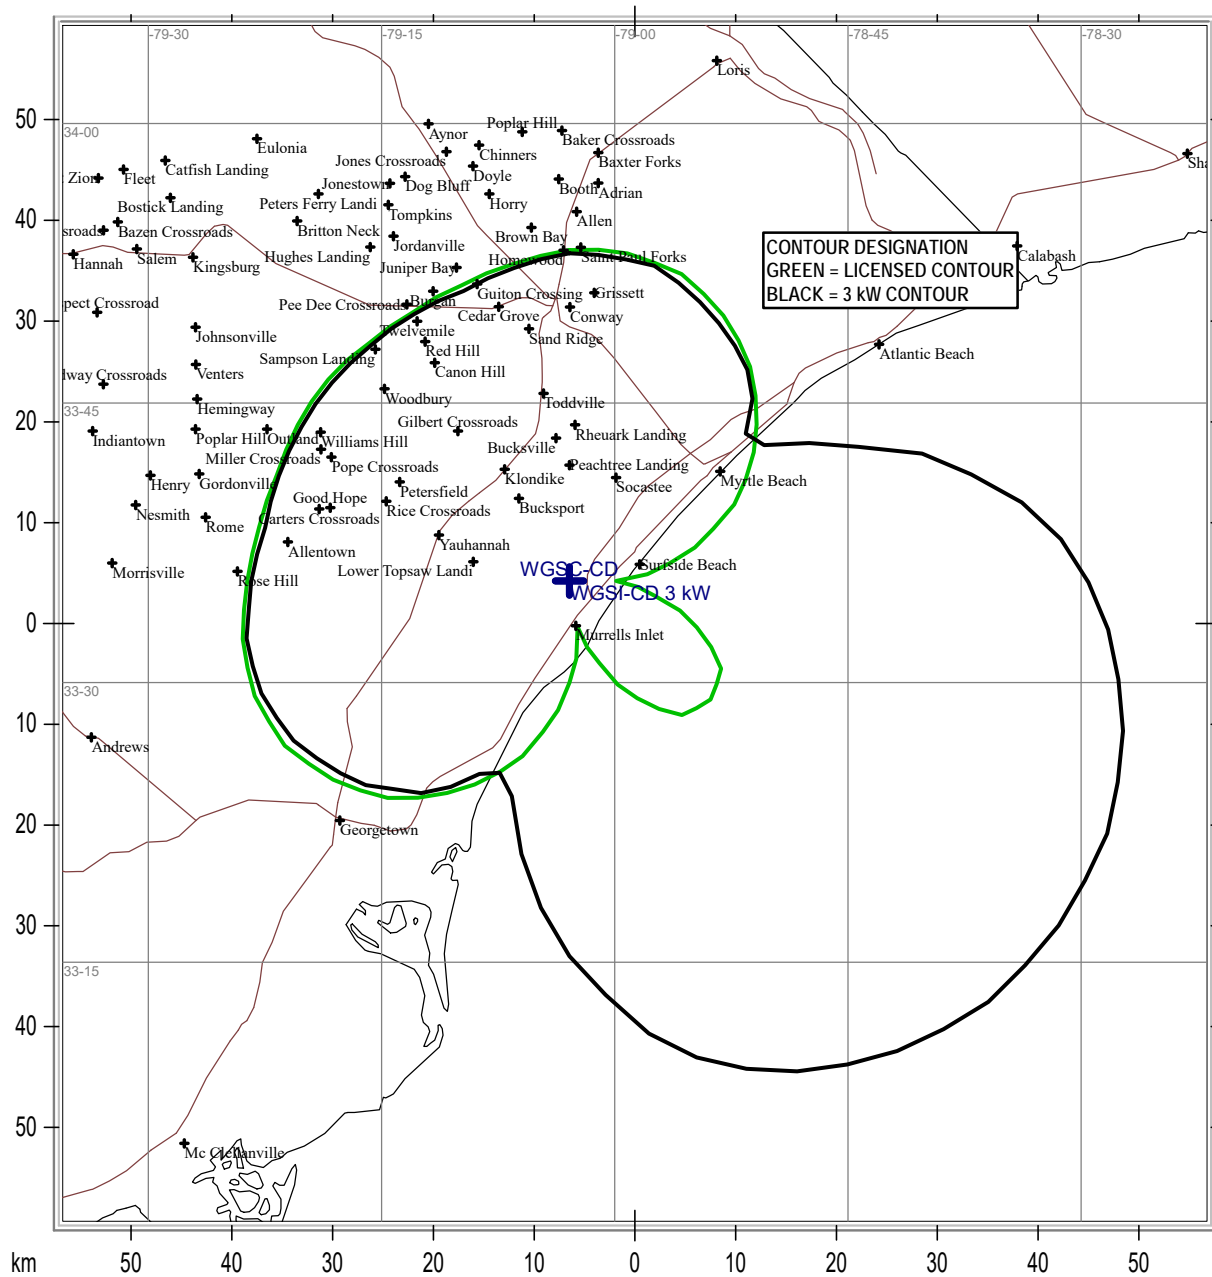 -79-30
-79-15
-79-00
-78-45
-78-30
Loris
50
34-00
Aynor
Poplar Hill
Baker Crossroads
Eulonia
Chinners
Baxter Forks
Sha
Catfish Landing
Jones Crossroads
Doyle
Zion
Fleet
Jonestown
Dog Bluff
Booth
Adrian
Bostick Landing
Peters Ferry Landi
Tompkins
Horry
Allen
40
sroads
Bazen Crossroads
Britton Neck
Jordanville
Brown Bay
CONTOUR DESIGNATION
GREEN = LICENSED CONTOUR
BLACK = 3 kW CONTOUR
Hannah
Salem
Kingsburg
Hughes Landing
Juniper Bay
Homewood
Saint Paul Forks
Calabash
pect Crossroad
Pee Dee Crossroads
Burgan
Guiton Crossing
Grissett
30
Johnsonville
Twelvemile
Cedar Grove
Conway
Sand Ridge
Sampson Landing
Red Hill
Atlantic Beach
dway Crossroads
Venters
Canon Hill
33-45
Hemingway
Woodbury
Toddville
20
Indiantown
Poplar Hill
Outland
Williams Hill
Gilbert Crossroads
Rheuark Landing
Miller Crossroads
Bucksville
Pope Crossroads
Peachtree Landing
Henry
Gordonville
Klondike
Socastee
Myrtle Beach
Good Hope
Petersfield
10
Nesmith
Rome
Carters Crossroads
Rice Crossroads
Bucksport
Allentown
Yauhannah
Morrisville
Rose Hill
Lower Topsaw Landi
WGSC-CD
Surfside Beach
WGSI-CD 3 kW
0
Murrells Inlet
33-30
10
Andrews
20
Georgetown
30
33-15
40
50
Mc Clellanville
km
50
40
30
20
10
0
10
20
30
40
50